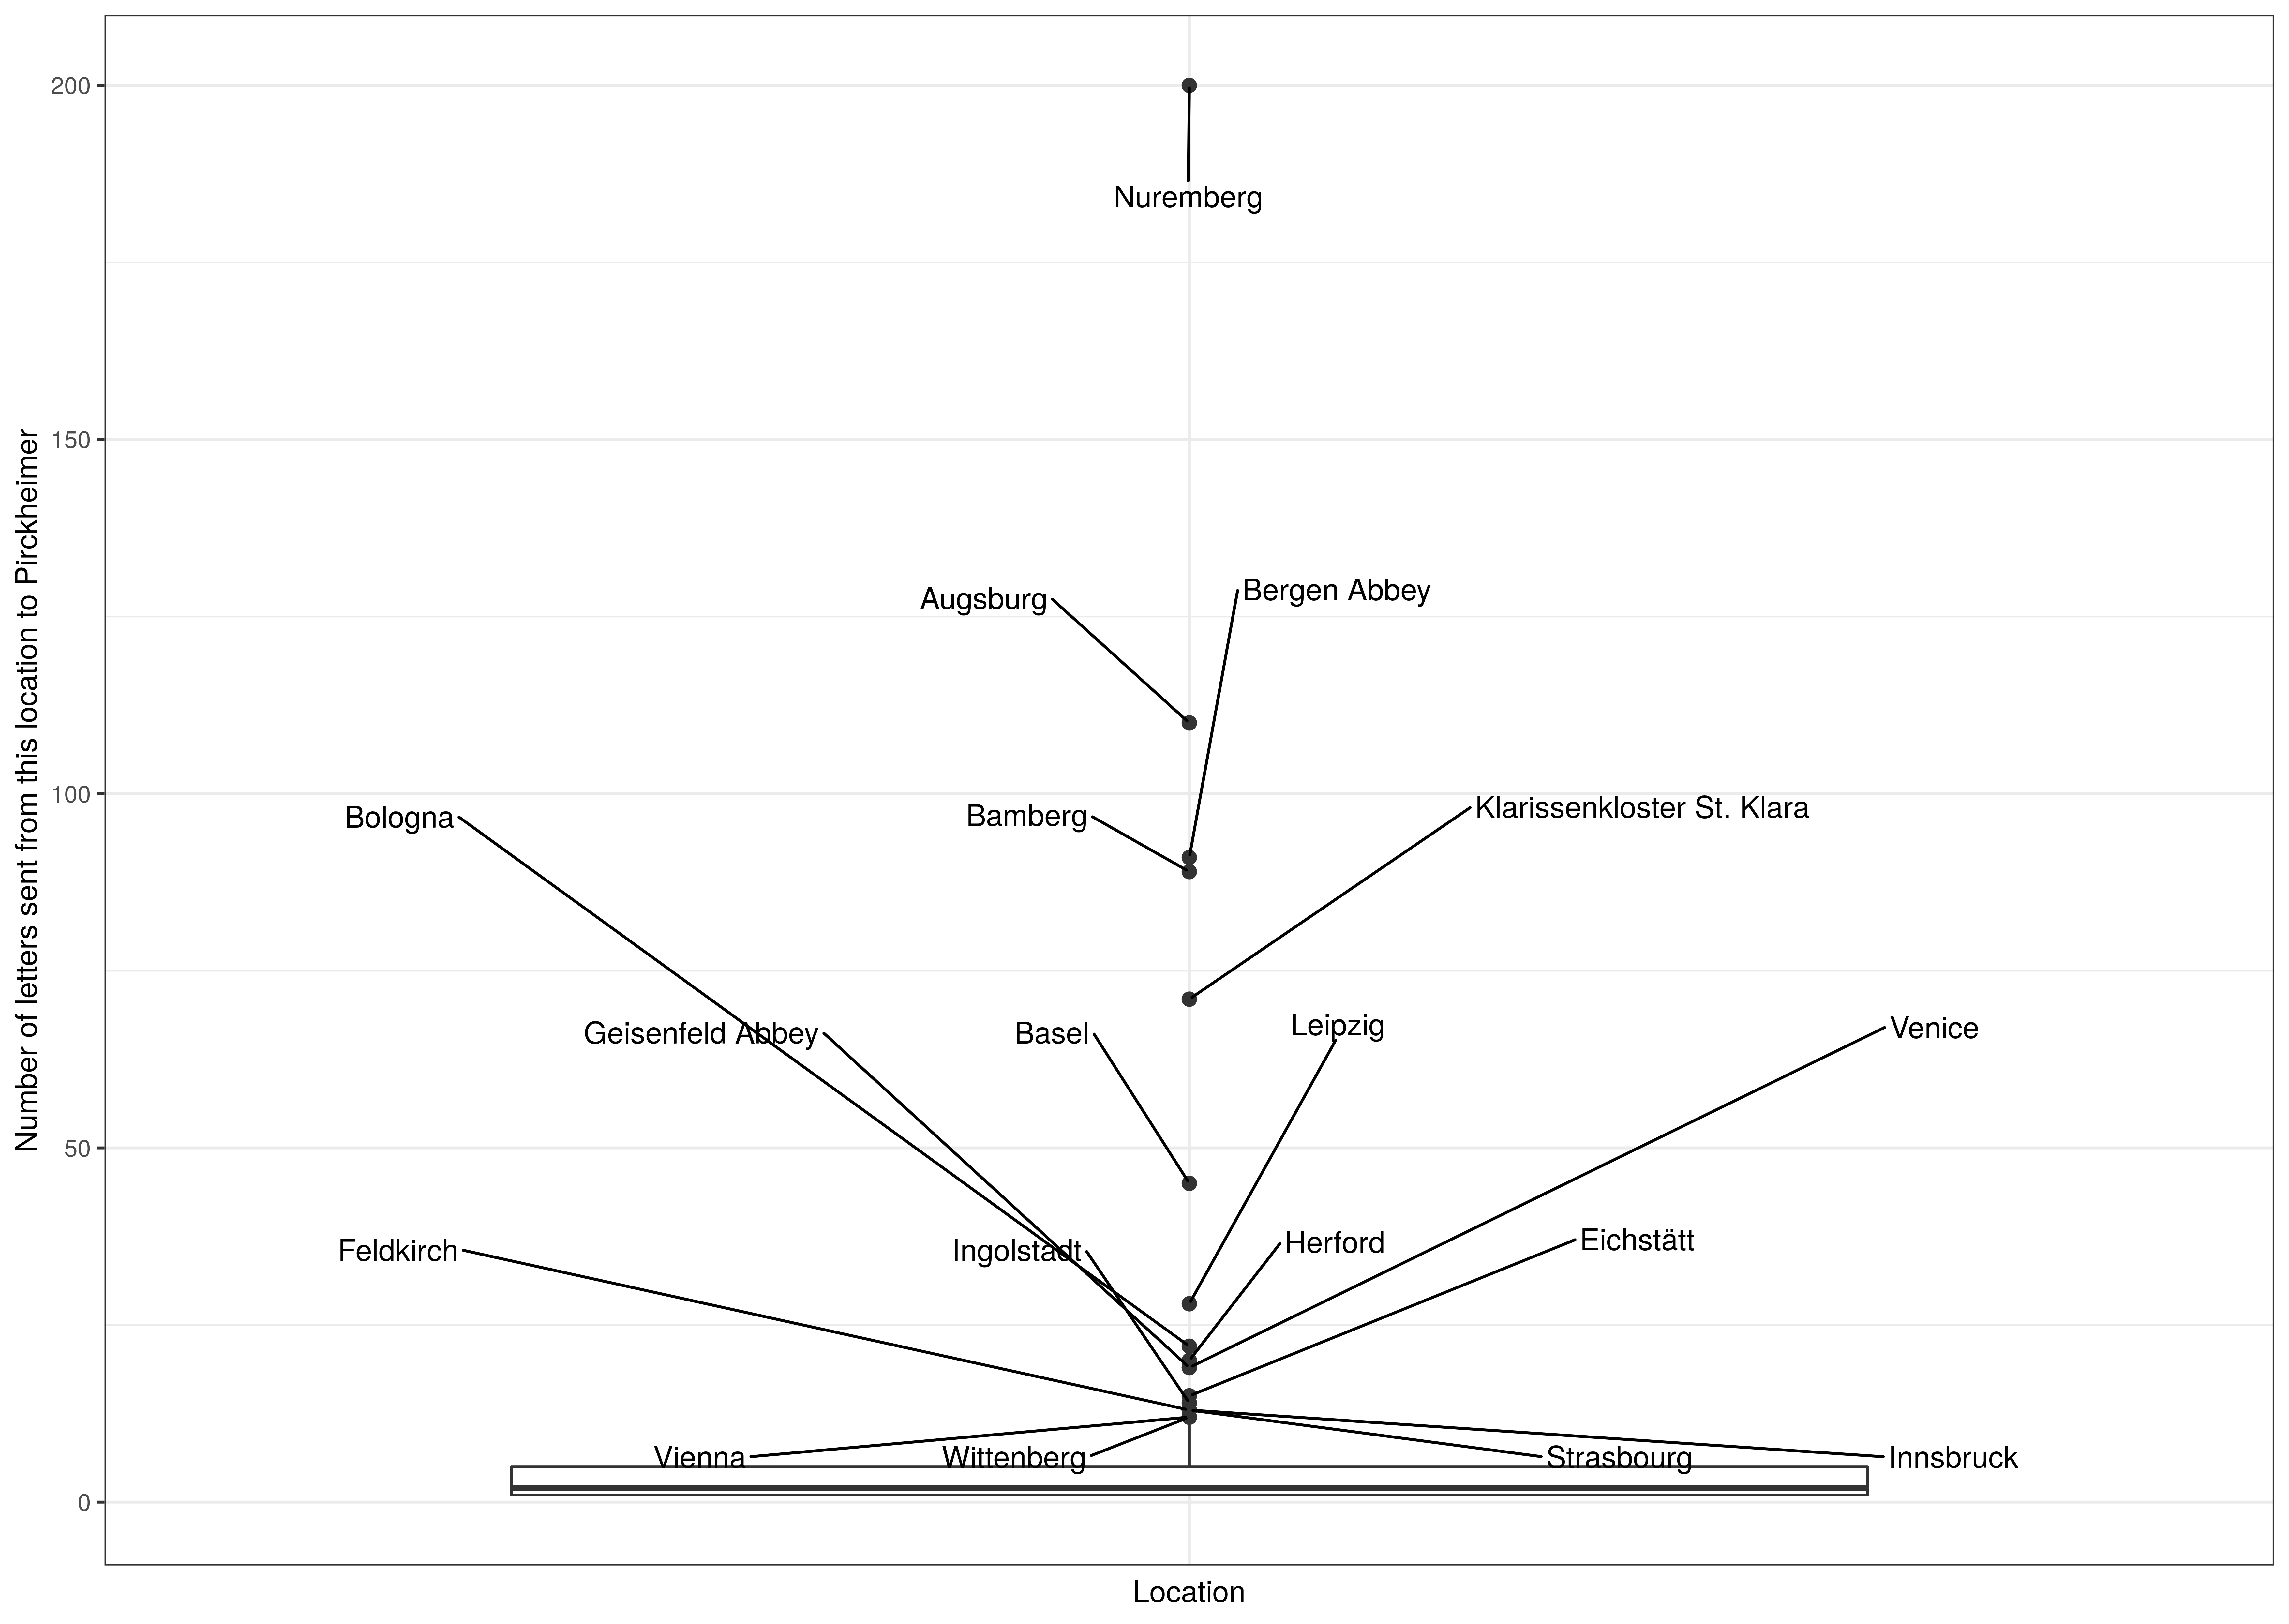 200
Nuremberg
150
Augsburg
Bergen Abbey
Number of letters sent from this location to Pirckheimer
100
Bologna
Bamberg
Klarissenkloster St. Klara
Geisenfeld Abbey
Basel
Leipzig
Venice
50
Feldkirch
Ingolstadt
Herford
Eichstätt
Vienna
Wittenberg
Strasbourg
Innsbruck
0
Location